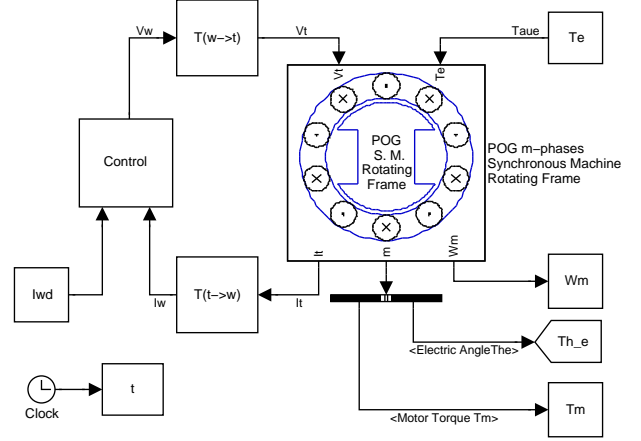 Vw
T(w−>t)
Vt
Taue
Te
Vt
Te
Control
POG
S. M.
Rotating
Frame
POG m−phases
Synchronous Machine
Rotating Frame
It
m
Wm
Iwd
Iw
T(t−>w)
It
Wm
<Electric AngleThe>
Th_e
Clock
t
<Motor Torque Tm>
Tm